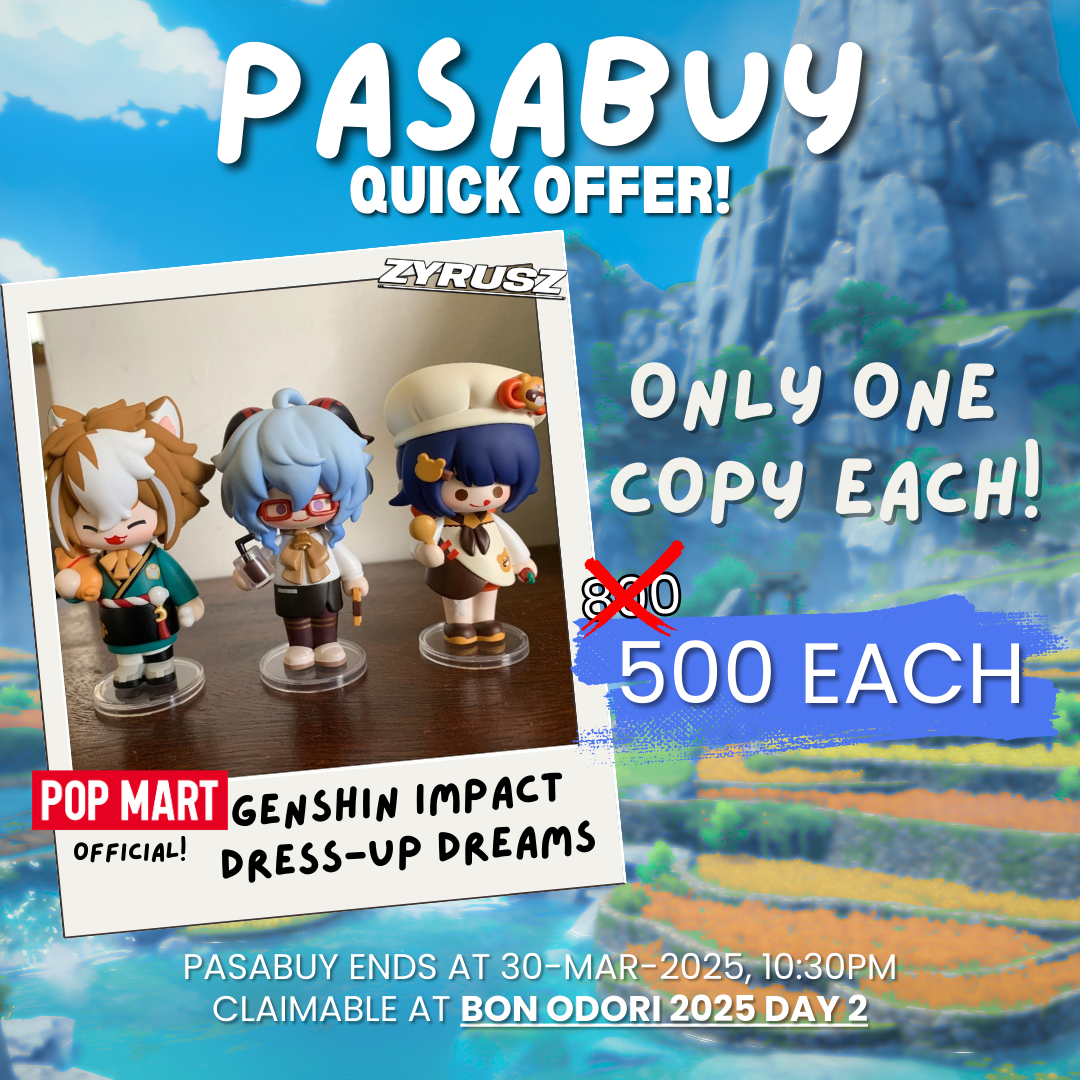 PASABUY
QUICK OFFER!
ZYRUSZ
ONLY ONE
COPY EACH!
800
500 EACH
POP MART
OFFICIAL!
GENSHIN IMPACT
DRESS-UP DREAMS
PASABUY ENDS AT 30-MAR-2025, 10:30PM
CLAIMABLE AT BON ODORI 2025 DAY 2